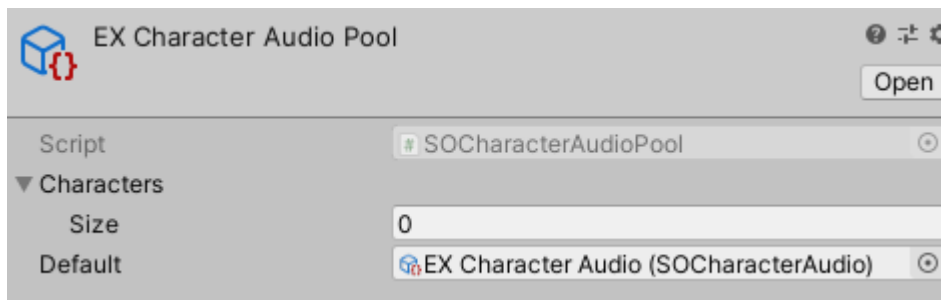 EX Character Audio Pool
Open
Script # SOCharacterAudioPool
Characters
Size 0
Default EX Character Audio (SOCharacterAudio)